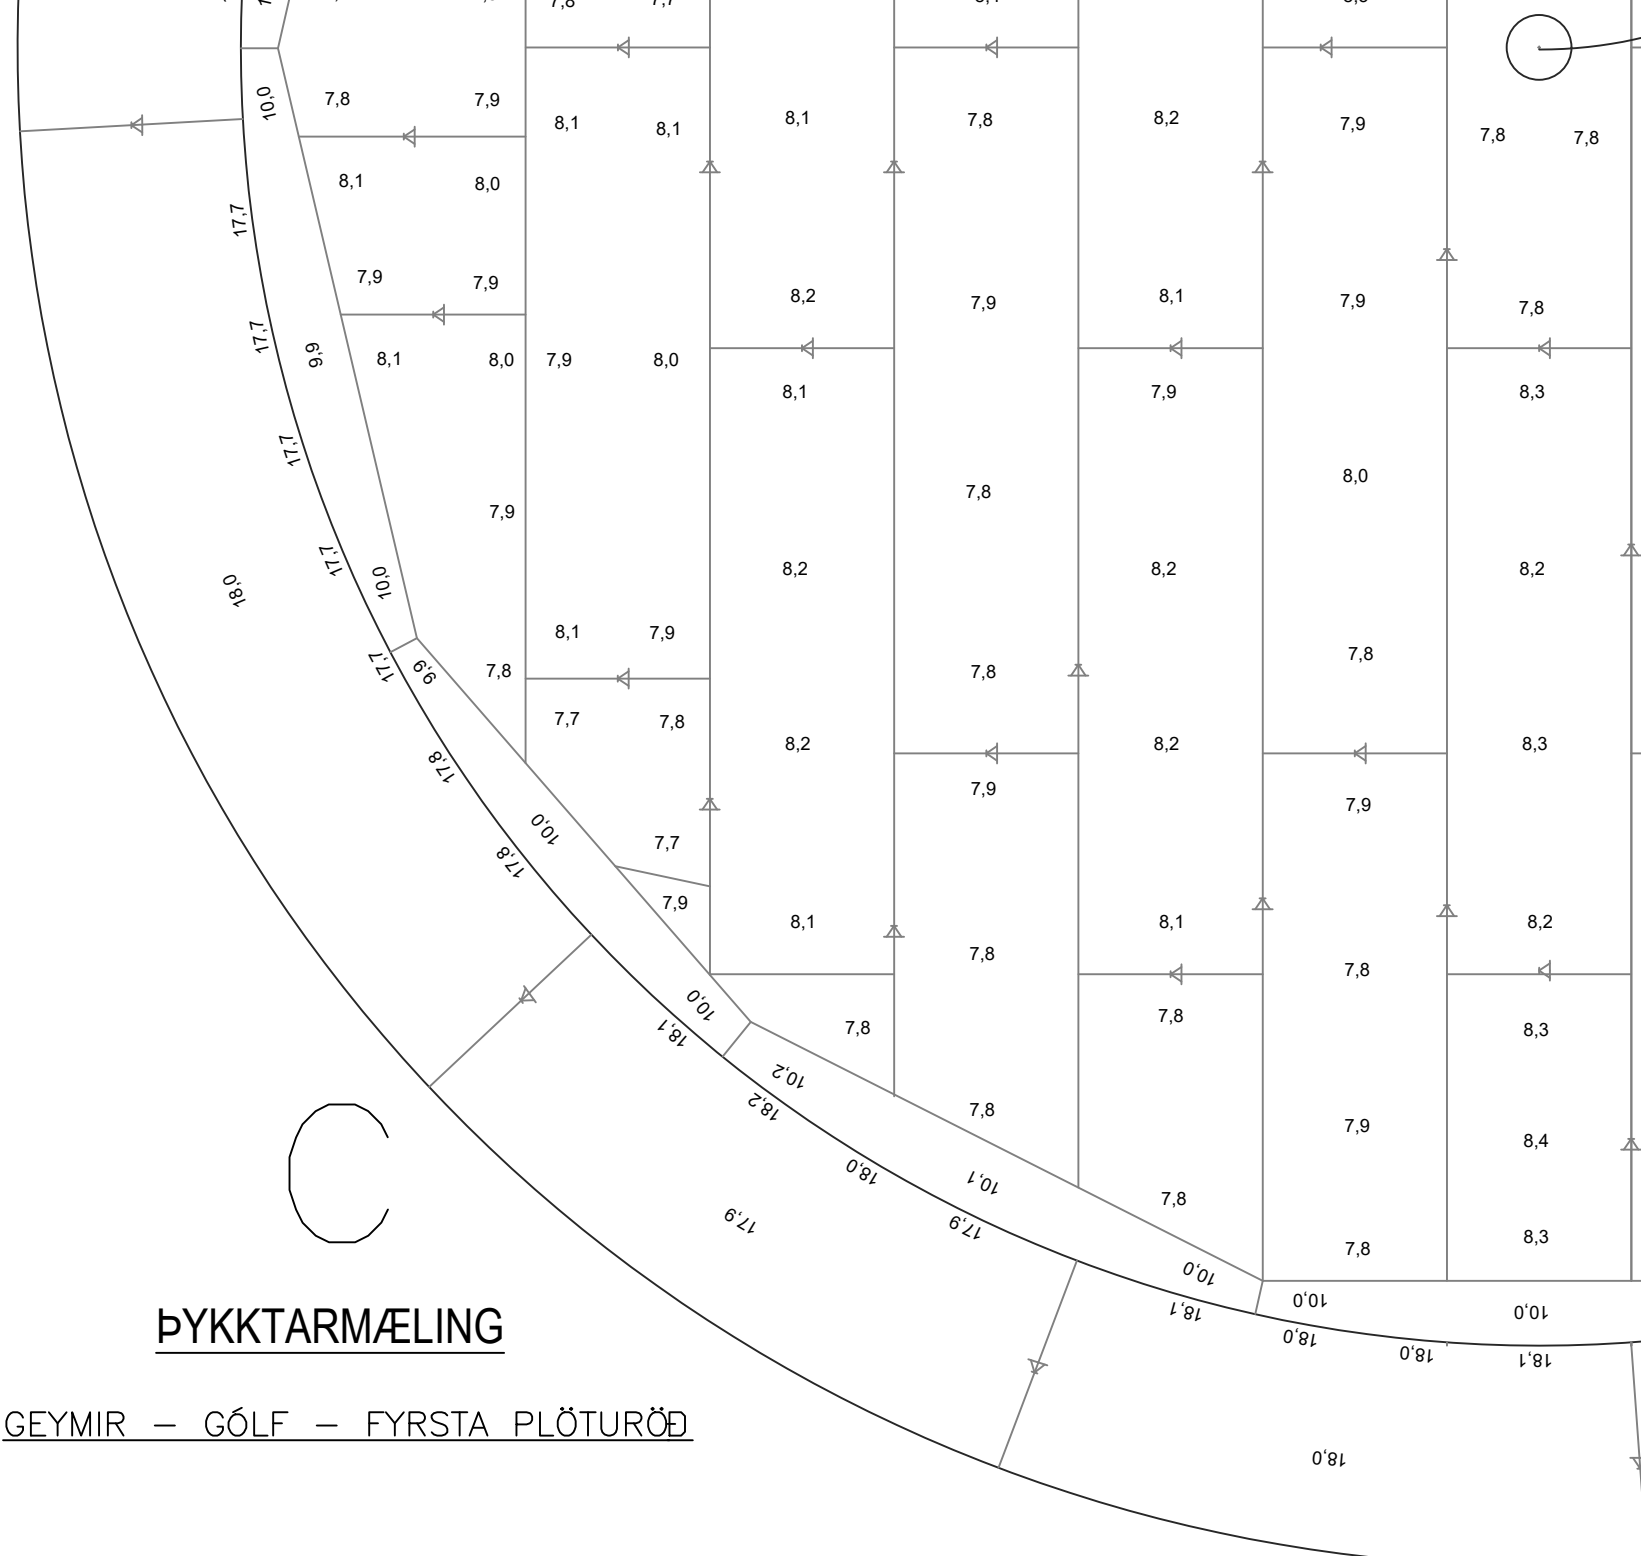 7,8 7,9 8,1 8,1 8,1 7,8 8,2 7,9 7,8 7,8
10,0
8,1 8,0
17,7
7,9 7,9 8,2 7,9 8,1 7,9 7,8
17,7 9,9
8,1 8,0 7,9 8,0 8,1 7,9 8,3
17,7
7,9 7,8 8,0
17,7 10,0
18,0
8,2 8,2 8,2
8,1 7,9 7,8
17,7 9,9
7,8 7,8
7,7 7,8 8,2 8,2 8,3
17,8
7,9 7,9
10,0
7,7
17,8
7,9 8,1 7,8 8,1 7,8 8,2
10,0
18,1
7,8 7,8 8,3
10,2
18,2
7,8 7,9 8,4
18,0 10,1
17,9 17,9
7,8 7,8 8,3
10,0 10,0 10,0
18,1 18,0 18,0 18,1
18,0
C
ÞYKKTARMÆLING
GEYMIR – GÓLF – FYRSTA PLÖTURÖÐ